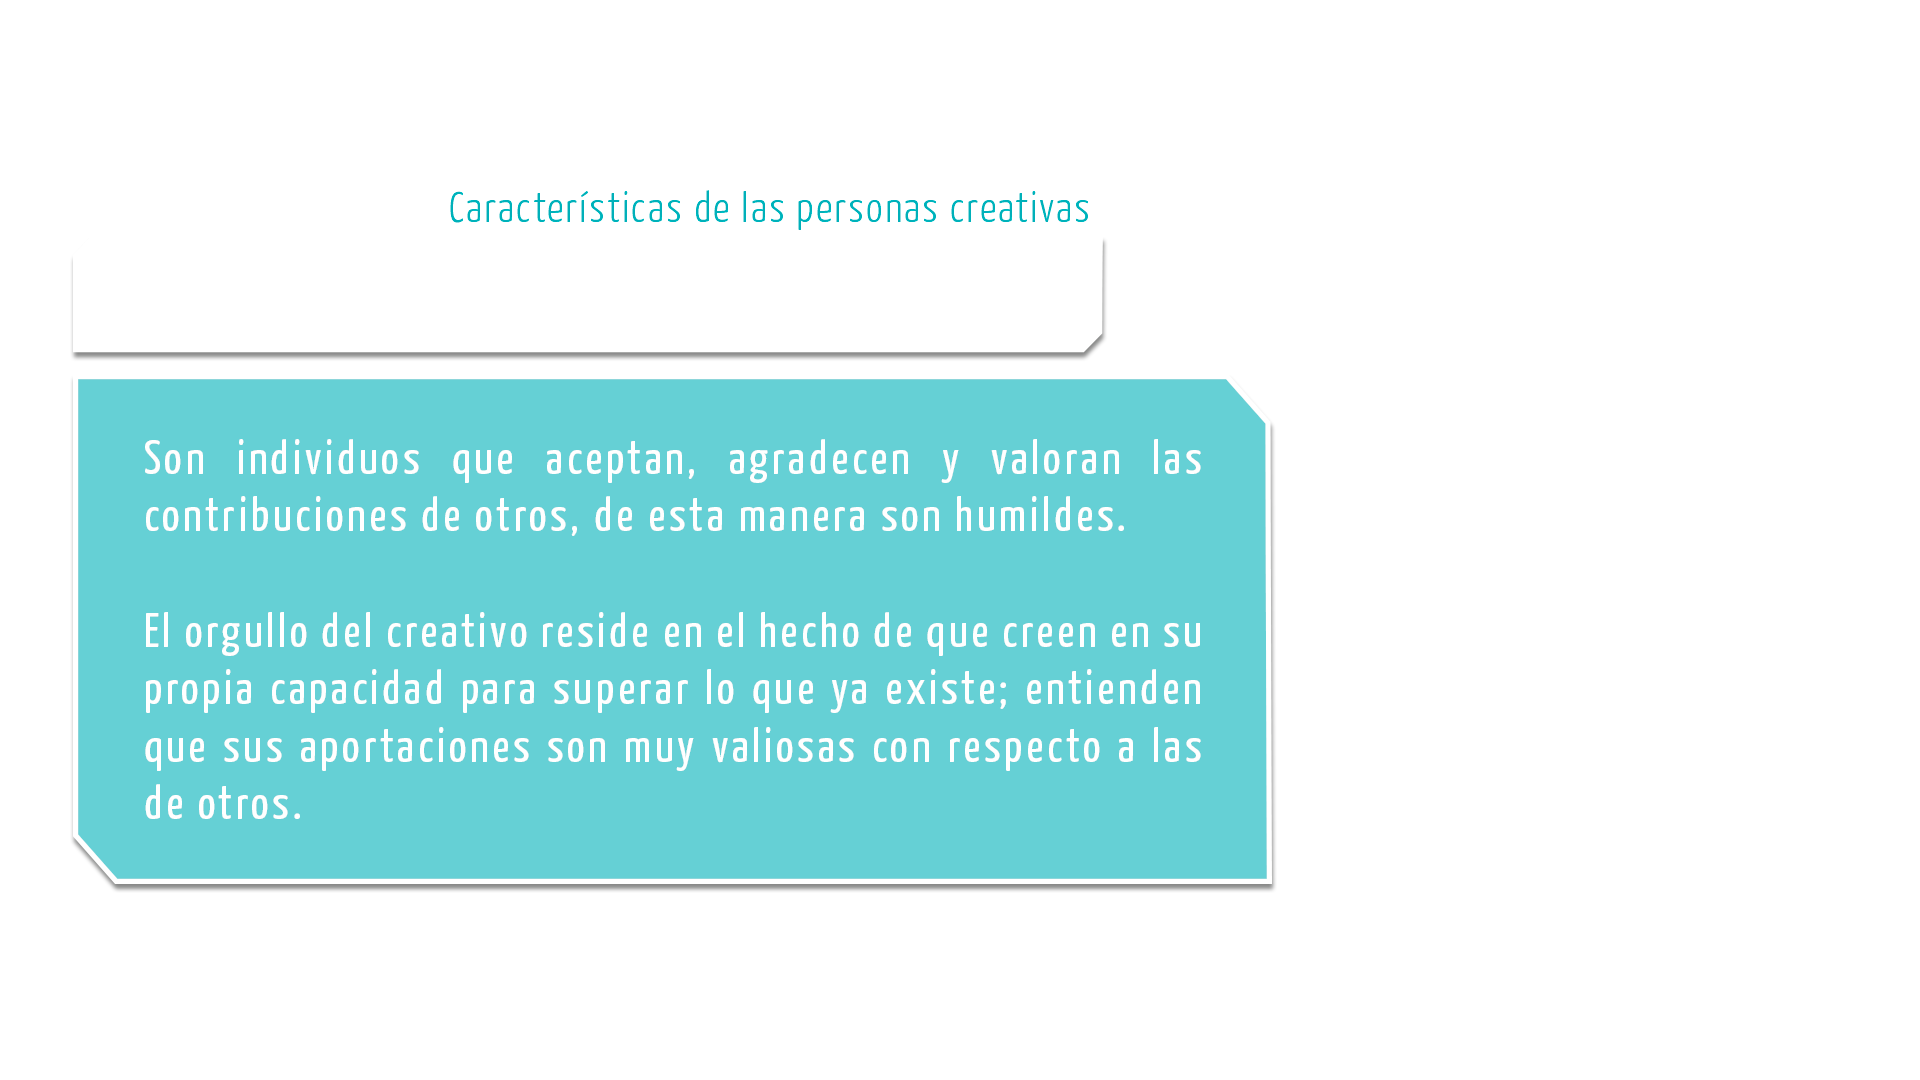 Características de las personas creativas
Son individuos que aceptan, agradecen y valoran las
contribuciones de otros, de esta manera son humildes.
El orgullo del creativo reside en el hecho de que creen en su
propia capacidad para superar lo que ya existe; entienden
que sus aportaciones son muy valiosas con respecto a las
de otros.